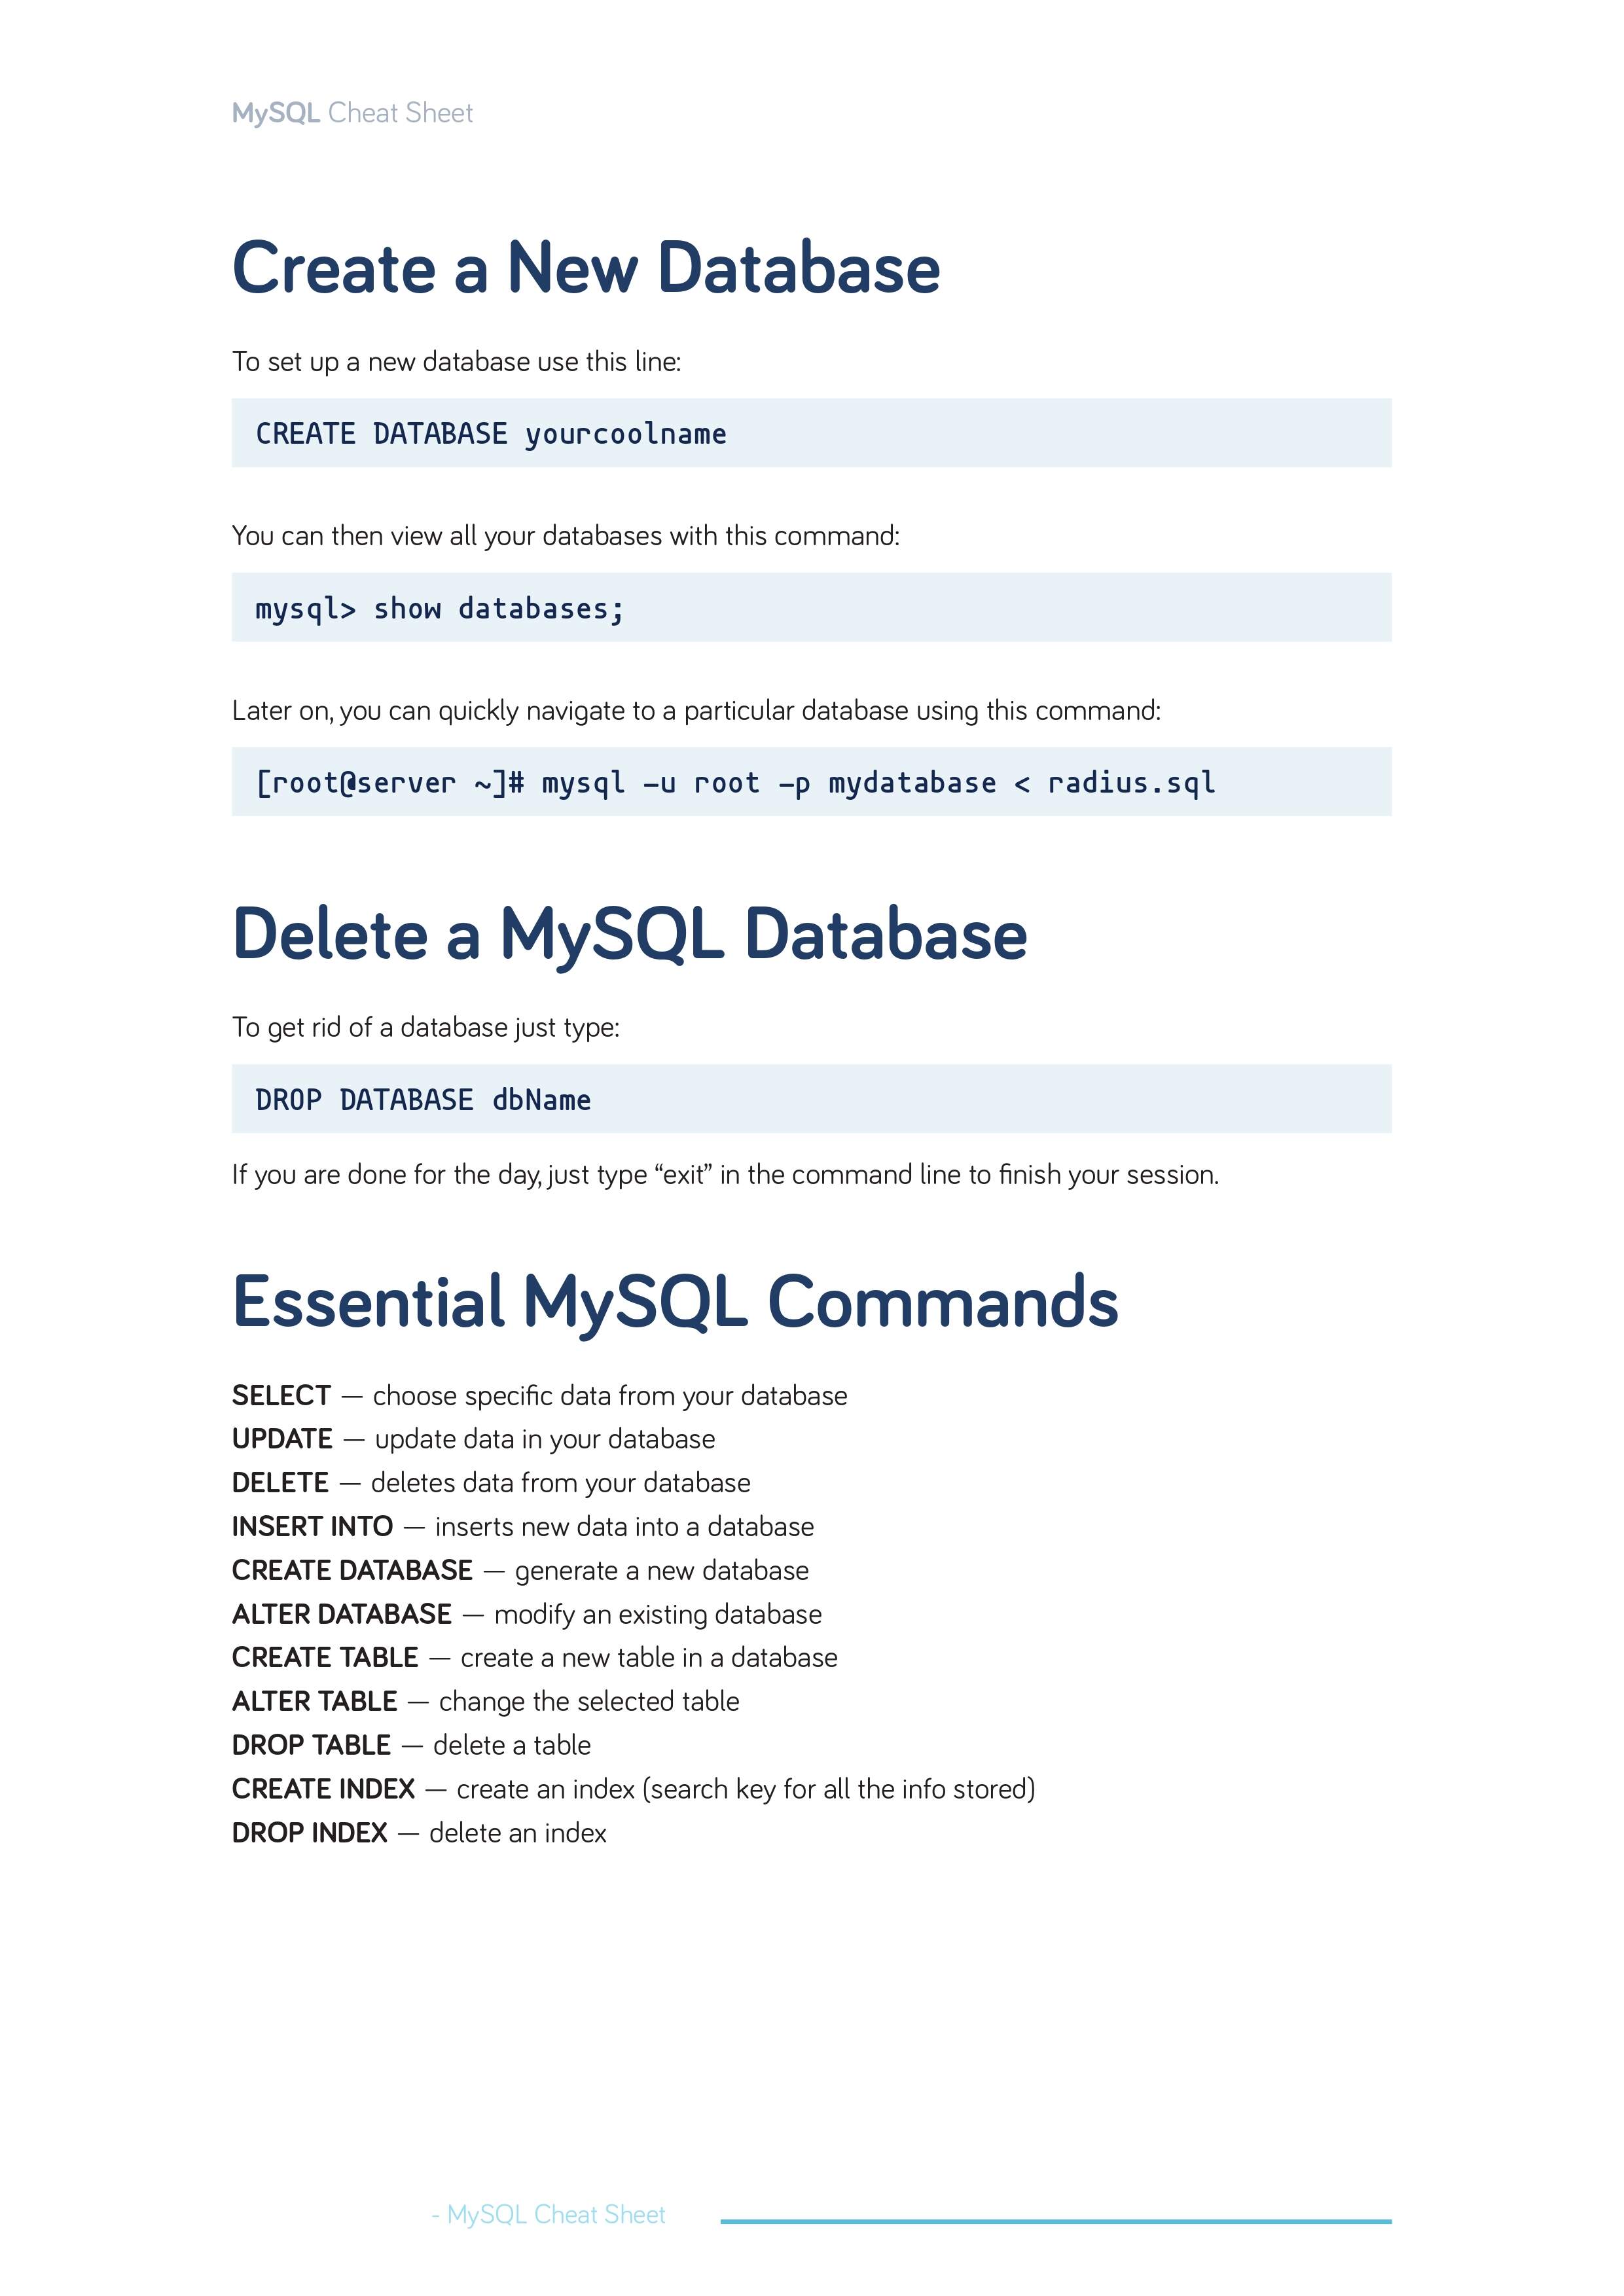 MySQL Cheat Sheet
Create a New Database
To set up a new database use this line:
CREATE DATABASE yourcoolname
You can then view all your databases with this command:
mysql> show databases;
Later on, you can quickly navigate to a particular database using this command:
[root@server ~]# mysql –u root –p mydatabase < radius.sql
Delete a MySQL Database
To get rid of a database just type:
DROP DATABASE dbName
If you are done for the day, just type “exit” in the command line to finish your session.
Essential MySQL Commands
SELECT — choose specific data from your database
UPDATE — update data in your database
DELETE — deletes data from your database
INSERT INTO — inserts new data into a database
CREATE DATABASE — generate a new database
ALTER DATABASE — modify an existing database
CREATE TABLE — create a new table in a database
ALTER TABLE — change the selected table
DROP TABLE — delete a table
CREATE INDEX — create an index (search key for all the info stored)
DROP INDEX — delete an index
- MySQL Cheat Sheet